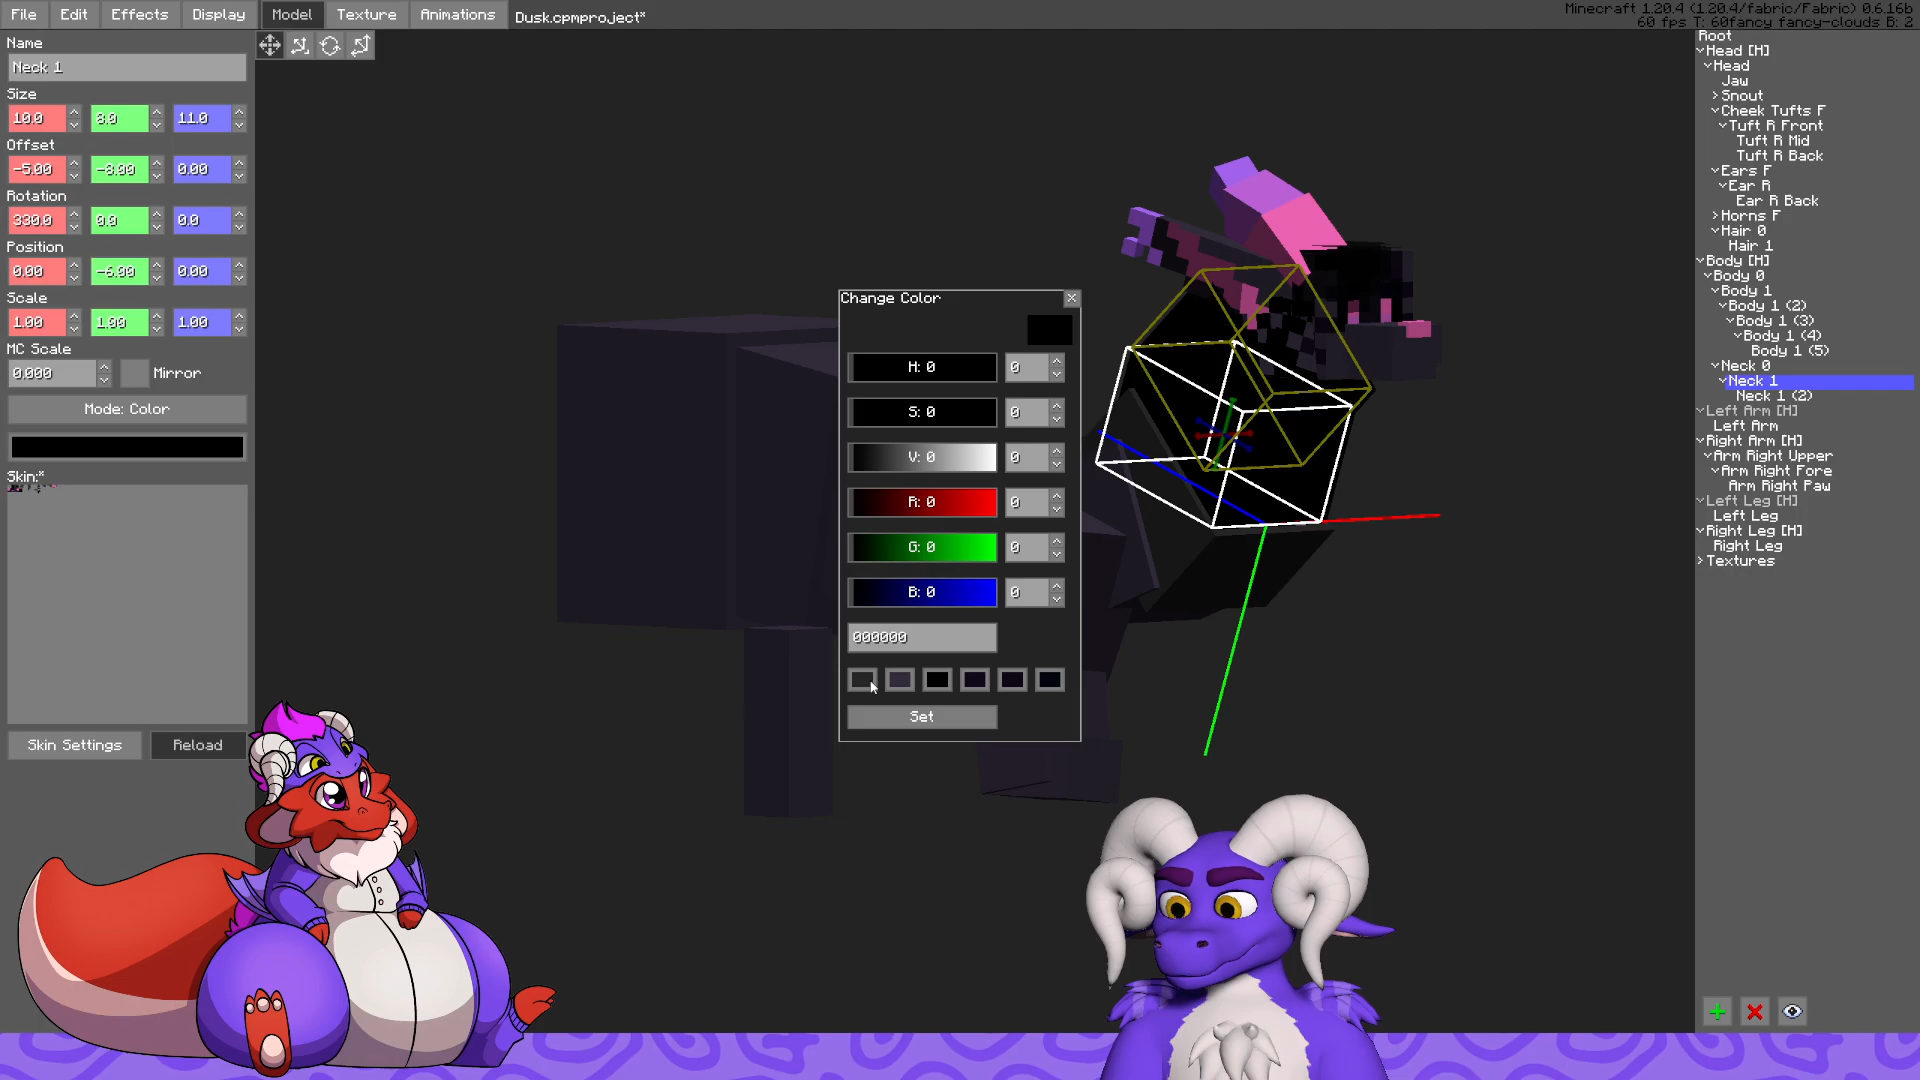 File Edit Effects Display Model Texture Animations Dusk.cpmproject*
Minecraft 1.20.4 (1.20.4/fabric/Fabric) 0.6.16b
60 fps T: 60fancy fancy-clouds B: 2
Name
Neck 1
Size
10.0 8.0 11.0
Offset
-5.00 -8.00 0.00
Rotation
330.0 0.0 0.0
Position
0.00 -6.00 0.00
Scale
1.00 1.00 1.00
MC Scale
0.000 Mirror
Mode: Color
Skin:*
Skin Settings Reload
Change Color
H: 0 0
S: 0 0
V: 0 0
R: 0 0
G: 0 0
B: 0 0
000000
Set
Root
Head [H]
Head
Jaw
Snout
Cheek Tufts F
Tuft R Front
Tuft R Mid
Tuft R Back
Ears F
Ear R
Ear R Back
Horns F
Hair 0
Hair 1
Body [H]
Body 0
Body 1
Body 1 (2)
Body 1 (3)
Body 1 (4)
Body 1 (5)
Neck 0
Neck 1
Neck 1 (2)
Left Arm [H]
Left Arm
Right Arm [H]
Arm Right Upper
Arm Right Fore
Arm Right Paw
Left Leg [H]
Left Leg
Right Leg [H]
Right Leg
Textures